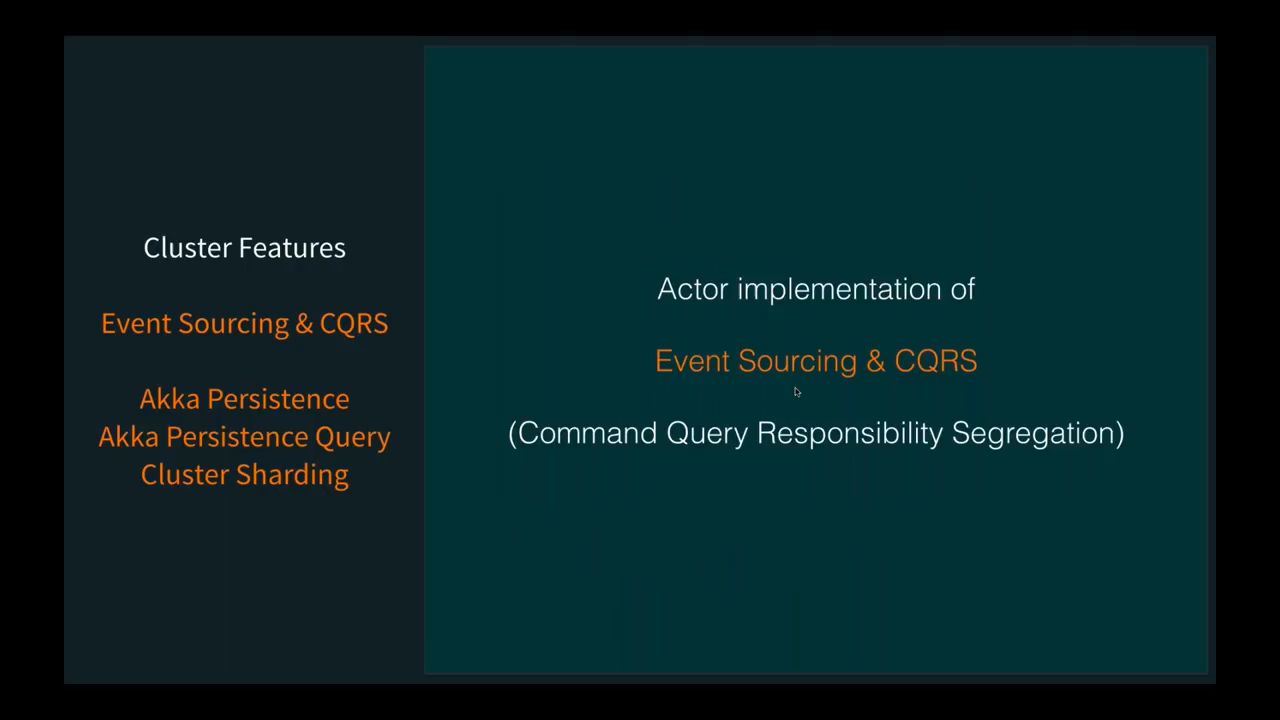 Cluster Features
Event Sourcing & CQRS
Akka Persistence
Akka Persistence Query
Cluster Sharding
Actor implementation of
Event Sourcing & CQRS
(Command Query Responsibility Segregation)